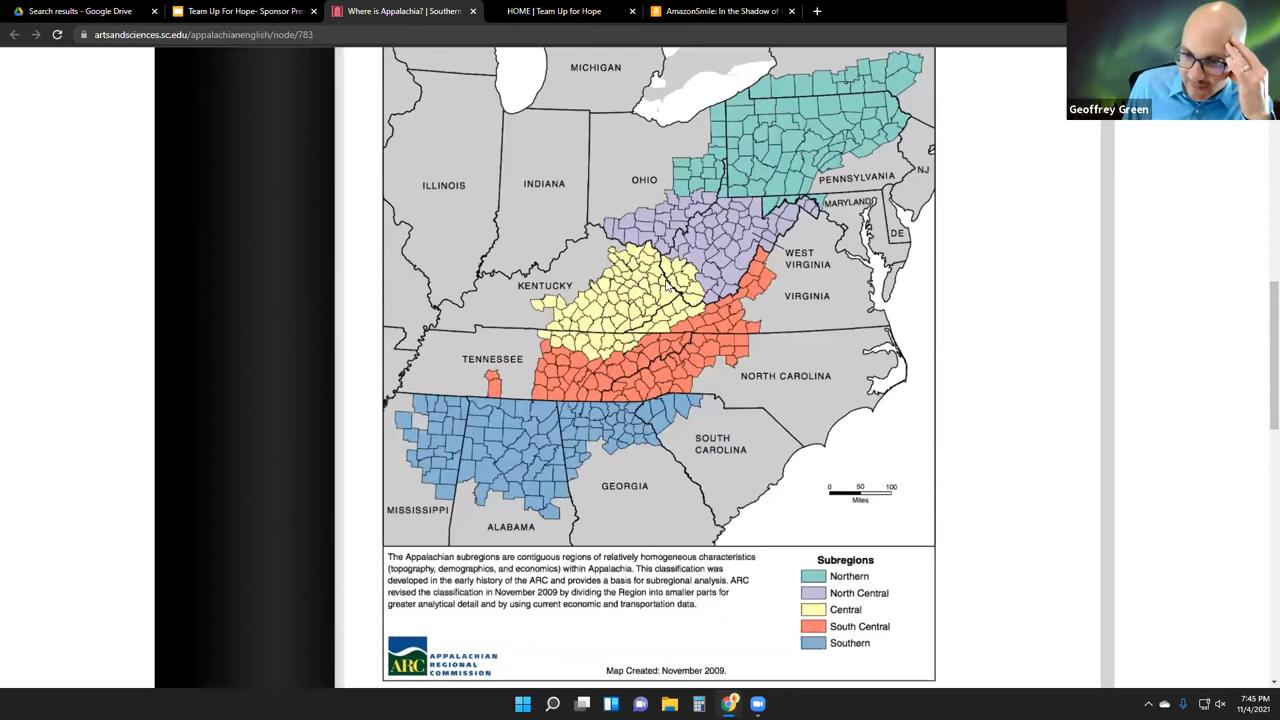 Search results - Google Drive
Team Up For Hope- Sponsor Pre
Where is Appalachia? | Southern
HOME | Team Up for Hope
AmazonSmile: In the Shadow of
artsandsciences.sc.edu/appalachianenglish/node/783
Geoffrey Green
MICHIGAN
ILLINOIS
INDIANA
OHIO
PENNSYLVANIA
NJ
MARYLAND
DE
WEST
VIRGINIA
KENTUCKY
VIRGINIA
TENNESSEE
NORTH CAROLINA
SOUTH
CAROLINA
GEORGIA
MISSISSIPPI
ALABAMA
0 50 100
Miles
The Appalachian subregions are contiguous regions of relatively homogeneous characteristics
(topography, demographics, and economics) within Appalachia. This classification was
developed in the early history of the ARC and provides a basis for subregional analysis. ARC
revised the classification in November 2009 by dividing the Region into smaller parts for
greater analytical detail and by using current economic and transportation data.
Subregions
Northern
North Central
Central
South Central
Southern
ARC
APPALACHIAN
REGIONAL
COMMISSION
Map Created: November 2009.
7:45 PM
11/4/2021